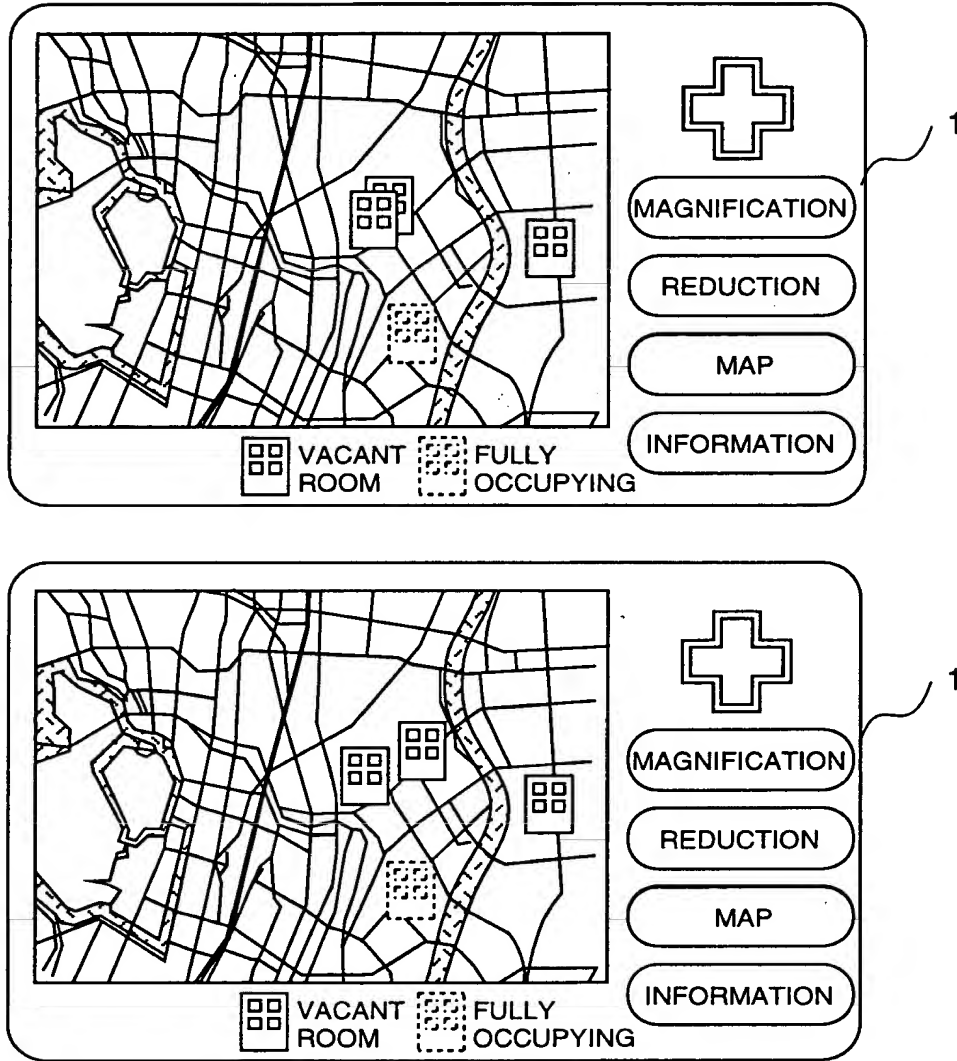 1
MAGNIFICATION
REDUCTION
MAP
INFORMATION
VACANT
ROOM
FULLY
OCCUPYING
1
MAGNIFICATION
REDUCTION
MAP
INFORMATION
VACANT
ROOM
FULLY
OCCUPYING